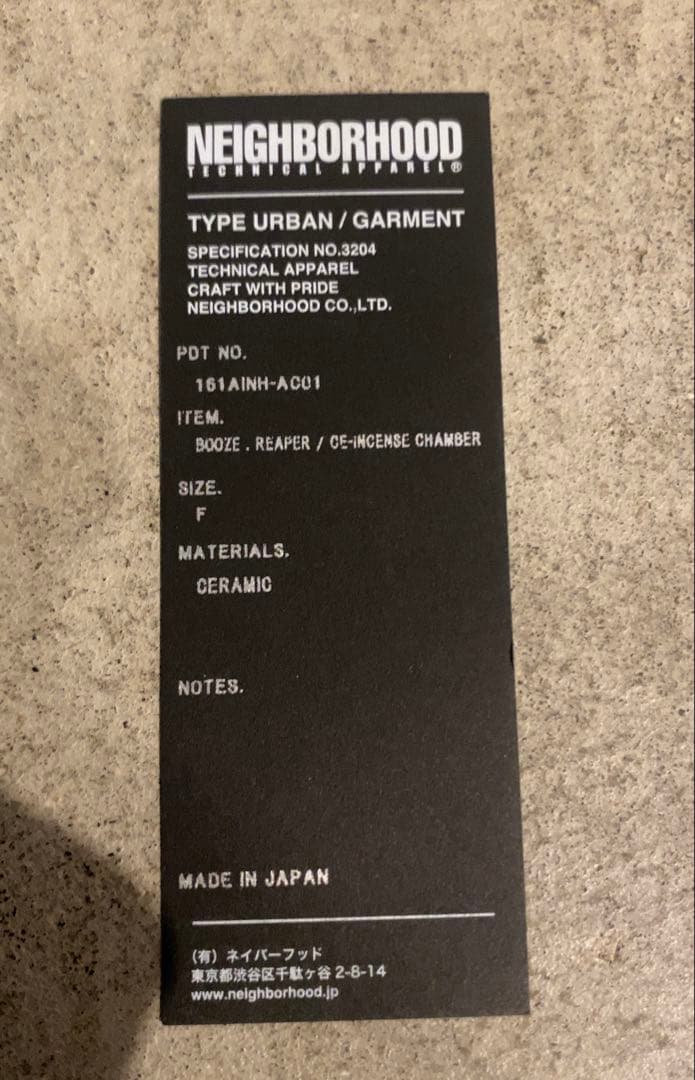 NEIGHBORHOOD
TECHNICAL APPAREL®
TYPE URBAN / GARMENT
SPECIFICATION NO.3204
TECHNICAL APPAREL
CRAFT WITH PRIDE
NEIGHBORHOOD CO.,LTD.
PDT NO.
161AINH-AC01
ITEM.
BOOZE . REAPER / CE-INCENSE CHAMBER
SIZE.
F
MATERIALS.
CERAMIC
NOTES.
MADE IN JAPAN
(有) ネイバーフッド
東京都渋谷区千駄ヶ谷 2-8-14
www.neighborhood.jp